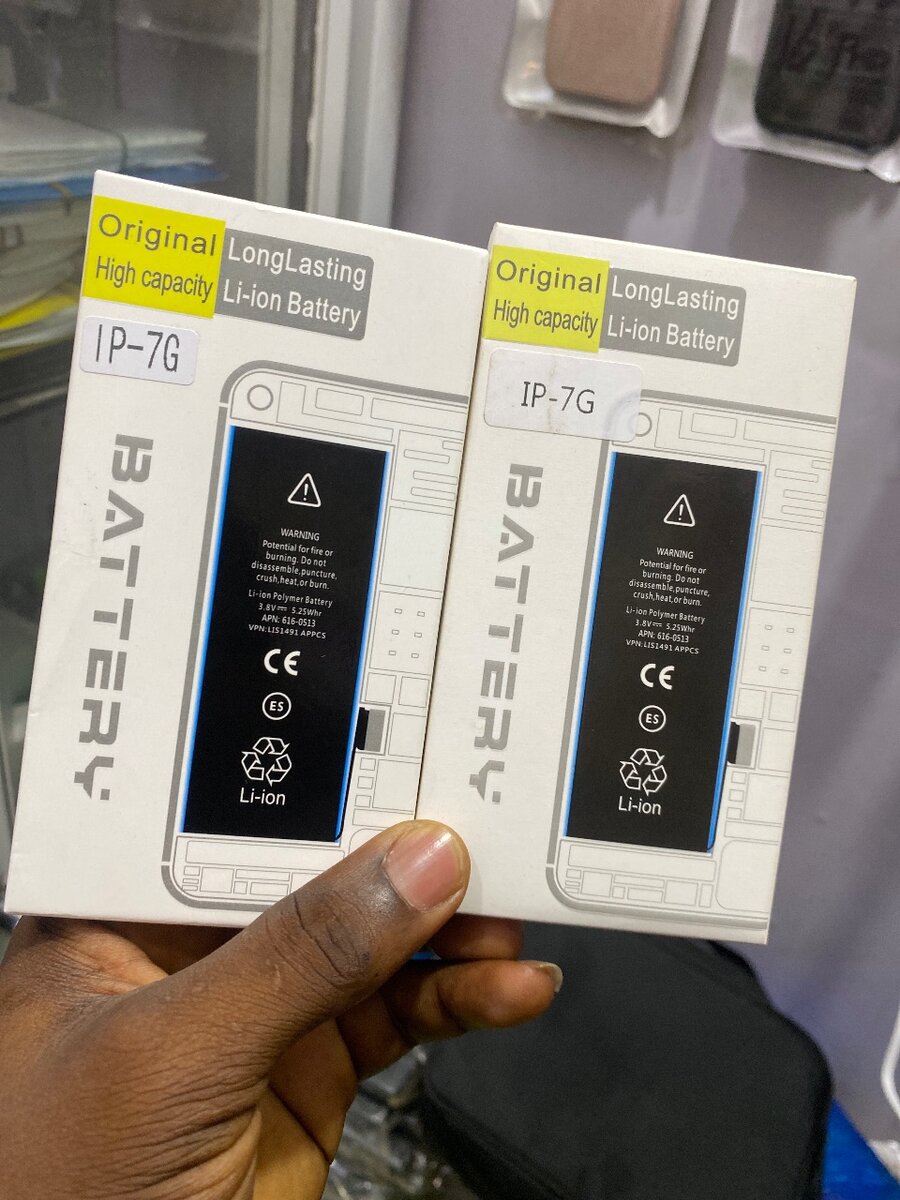 Original
High capacity
LongLasting
Li-ion Battery
IP-7G
BATTERY
WARNING
Potential for fire or
burning. Do not
disassemble,puncture,
crush,heat,or burn.
Li-ion Polymer Battery
3.8V⎓ 5.25Whr
APN: 616-0513
VPN:LIS1491 APPCS
CE
ES
Li-ion
Original
High capacity
LongLasting
Li-ion Battery
IP-7G
BATTERY
WARNING
Potential for fire or
burning. Do not
disassemble,puncture,
crush,heat,or burn.
Li-ion Polymer Battery
3.8V⎓ 5.25Whr
APN: 616-0513
VPN:LIS1491 APPCS
CE
ES
Li-ion